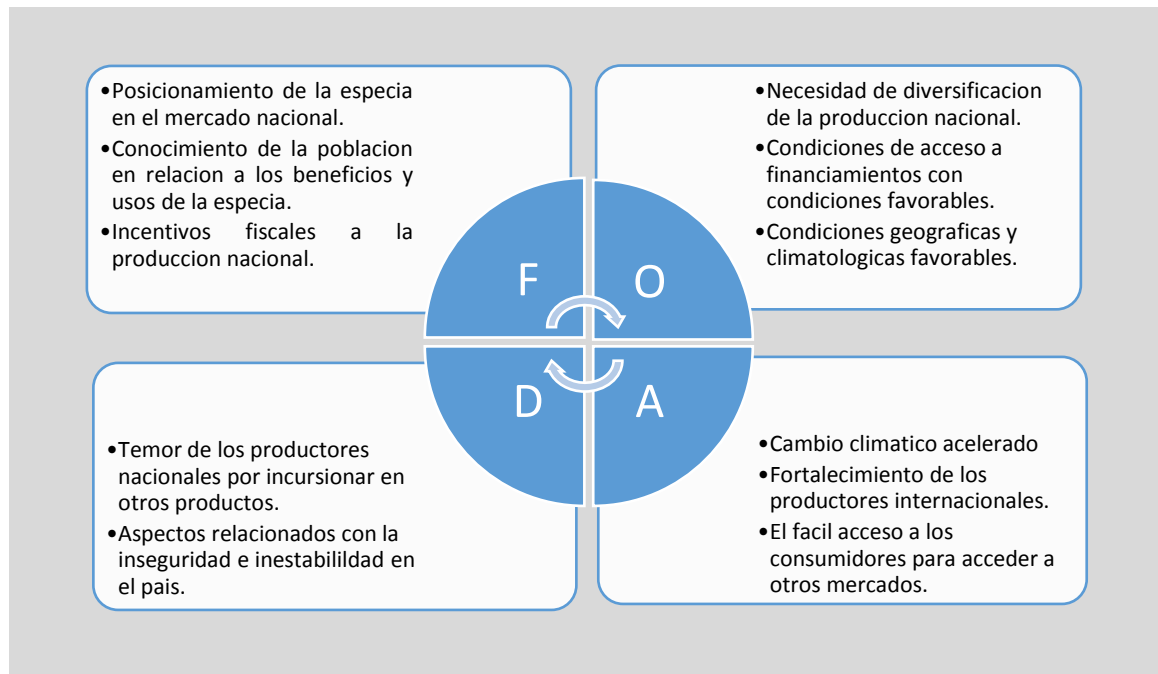 •Posicionamiento de la especia
en el mercado nacional.
•Conocimiento de la poblacion
en relacion a los beneficios y
usos de la especia.
•Incentivos fiscales a la
produccion nacional.
•Necesidad de diversificacion
de la produccion nacional.
•Condiciones de acceso a
financiamientos con
condiciones favorables.
•Condiciones geograficas y
climatologicas favorables.
F
O
D
A
•Temor de los productores
nacionales por incursionar en
otros productos.
•Aspectos relacionados con la
inseguridad e inestabilildad en
el pais.
•Cambio climatico acelerado
•Fortalecimiento de los
productores internacionales.
•El facil acceso a los
consumidores para acceder a
otros mercados.